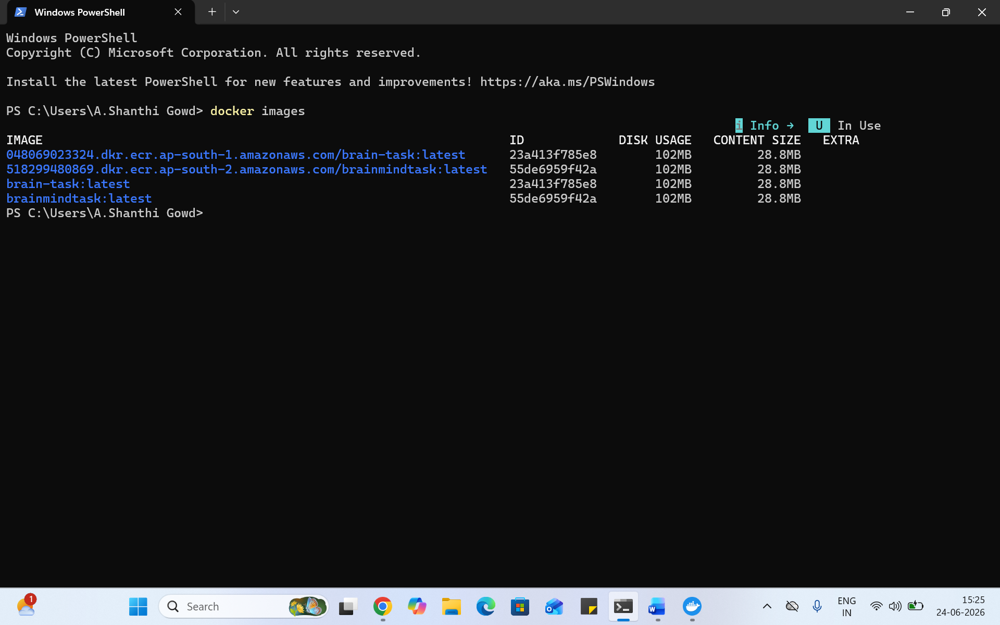 Windows PowerShell
Windows PowerShell
Copyright (C) Microsoft Corporation. All rights reserved.
Install the latest PowerShell for new features and improvements! https://aka.ms/PSWindows
PS C:\Users\A.Shanthi Gowd> docker images
i Info → U In Use
IMAGE ID DISK USAGE CONTENT SIZE EXTRA
048069023324.dkr.ecr.ap-south-1.amazonaws.com/brain-task:latest 23a413f785e8 102MB 28.8MB
518299480869.dkr.ecr.ap-south-2.amazonaws.com/brainmindtask:latest 55de6959f42a 102MB 28.8MB
brain-task:latest 23a413f785e8 102MB 28.8MB
brainmindtask:latest 55de6959f42a 102MB 28.8MB
PS C:\Users\A.Shanthi Gowd>
1
Search
ENG
IN
15:25
24-06-2026